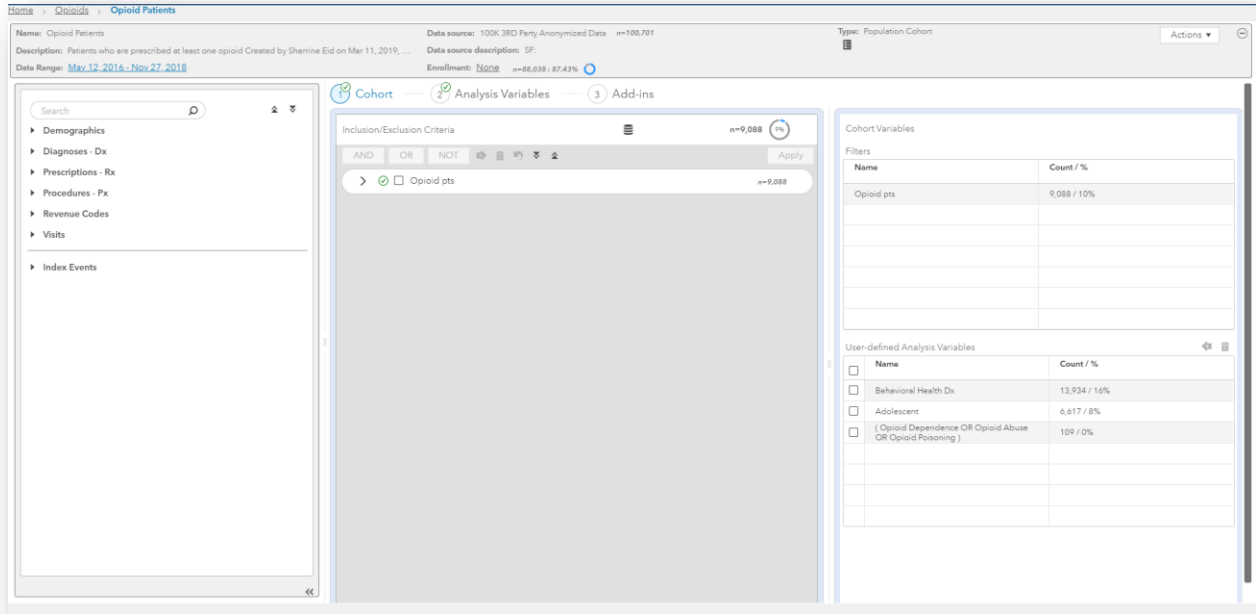 Home > Opioids > Opioid Patients
Name: Opioid Patients
Description: Patients who are prescribed at least one opioid Created by Sherrine Eid on Mar 11, 2019, ...
Date Range: May 12, 2016 - Nov 27, 2018
Data source: 100K 3RD Party Anonymized Data n=100,701
Data source description: SF:
Enrollment: None n=88,038 / 87.43%
Type: Population Cohort
Actions
Search
Demographics
Diagnoses - Dx
Prescriptions - Rx
Procedures - Px
Revenue Codes
Visits
Index Events
1 Cohort 2 Analysis Variables 3 Add-ins
Inclusion/Exclusion Criteria n=9,088 9%
AND OR NOT Apply
Opioid pts n=9,088
Cohort Variables
Filters
Name Count / %
Opioid pts 9,088 / 10%
User-defined Analysis Variables
Name Count / %
Behavioral Health Dx 13,934 / 16%
Adolescent 6,617 / 8%
( Opioid Dependence OR Opioid Abuse
OR Opioid Poisoning ) 109 / 0%